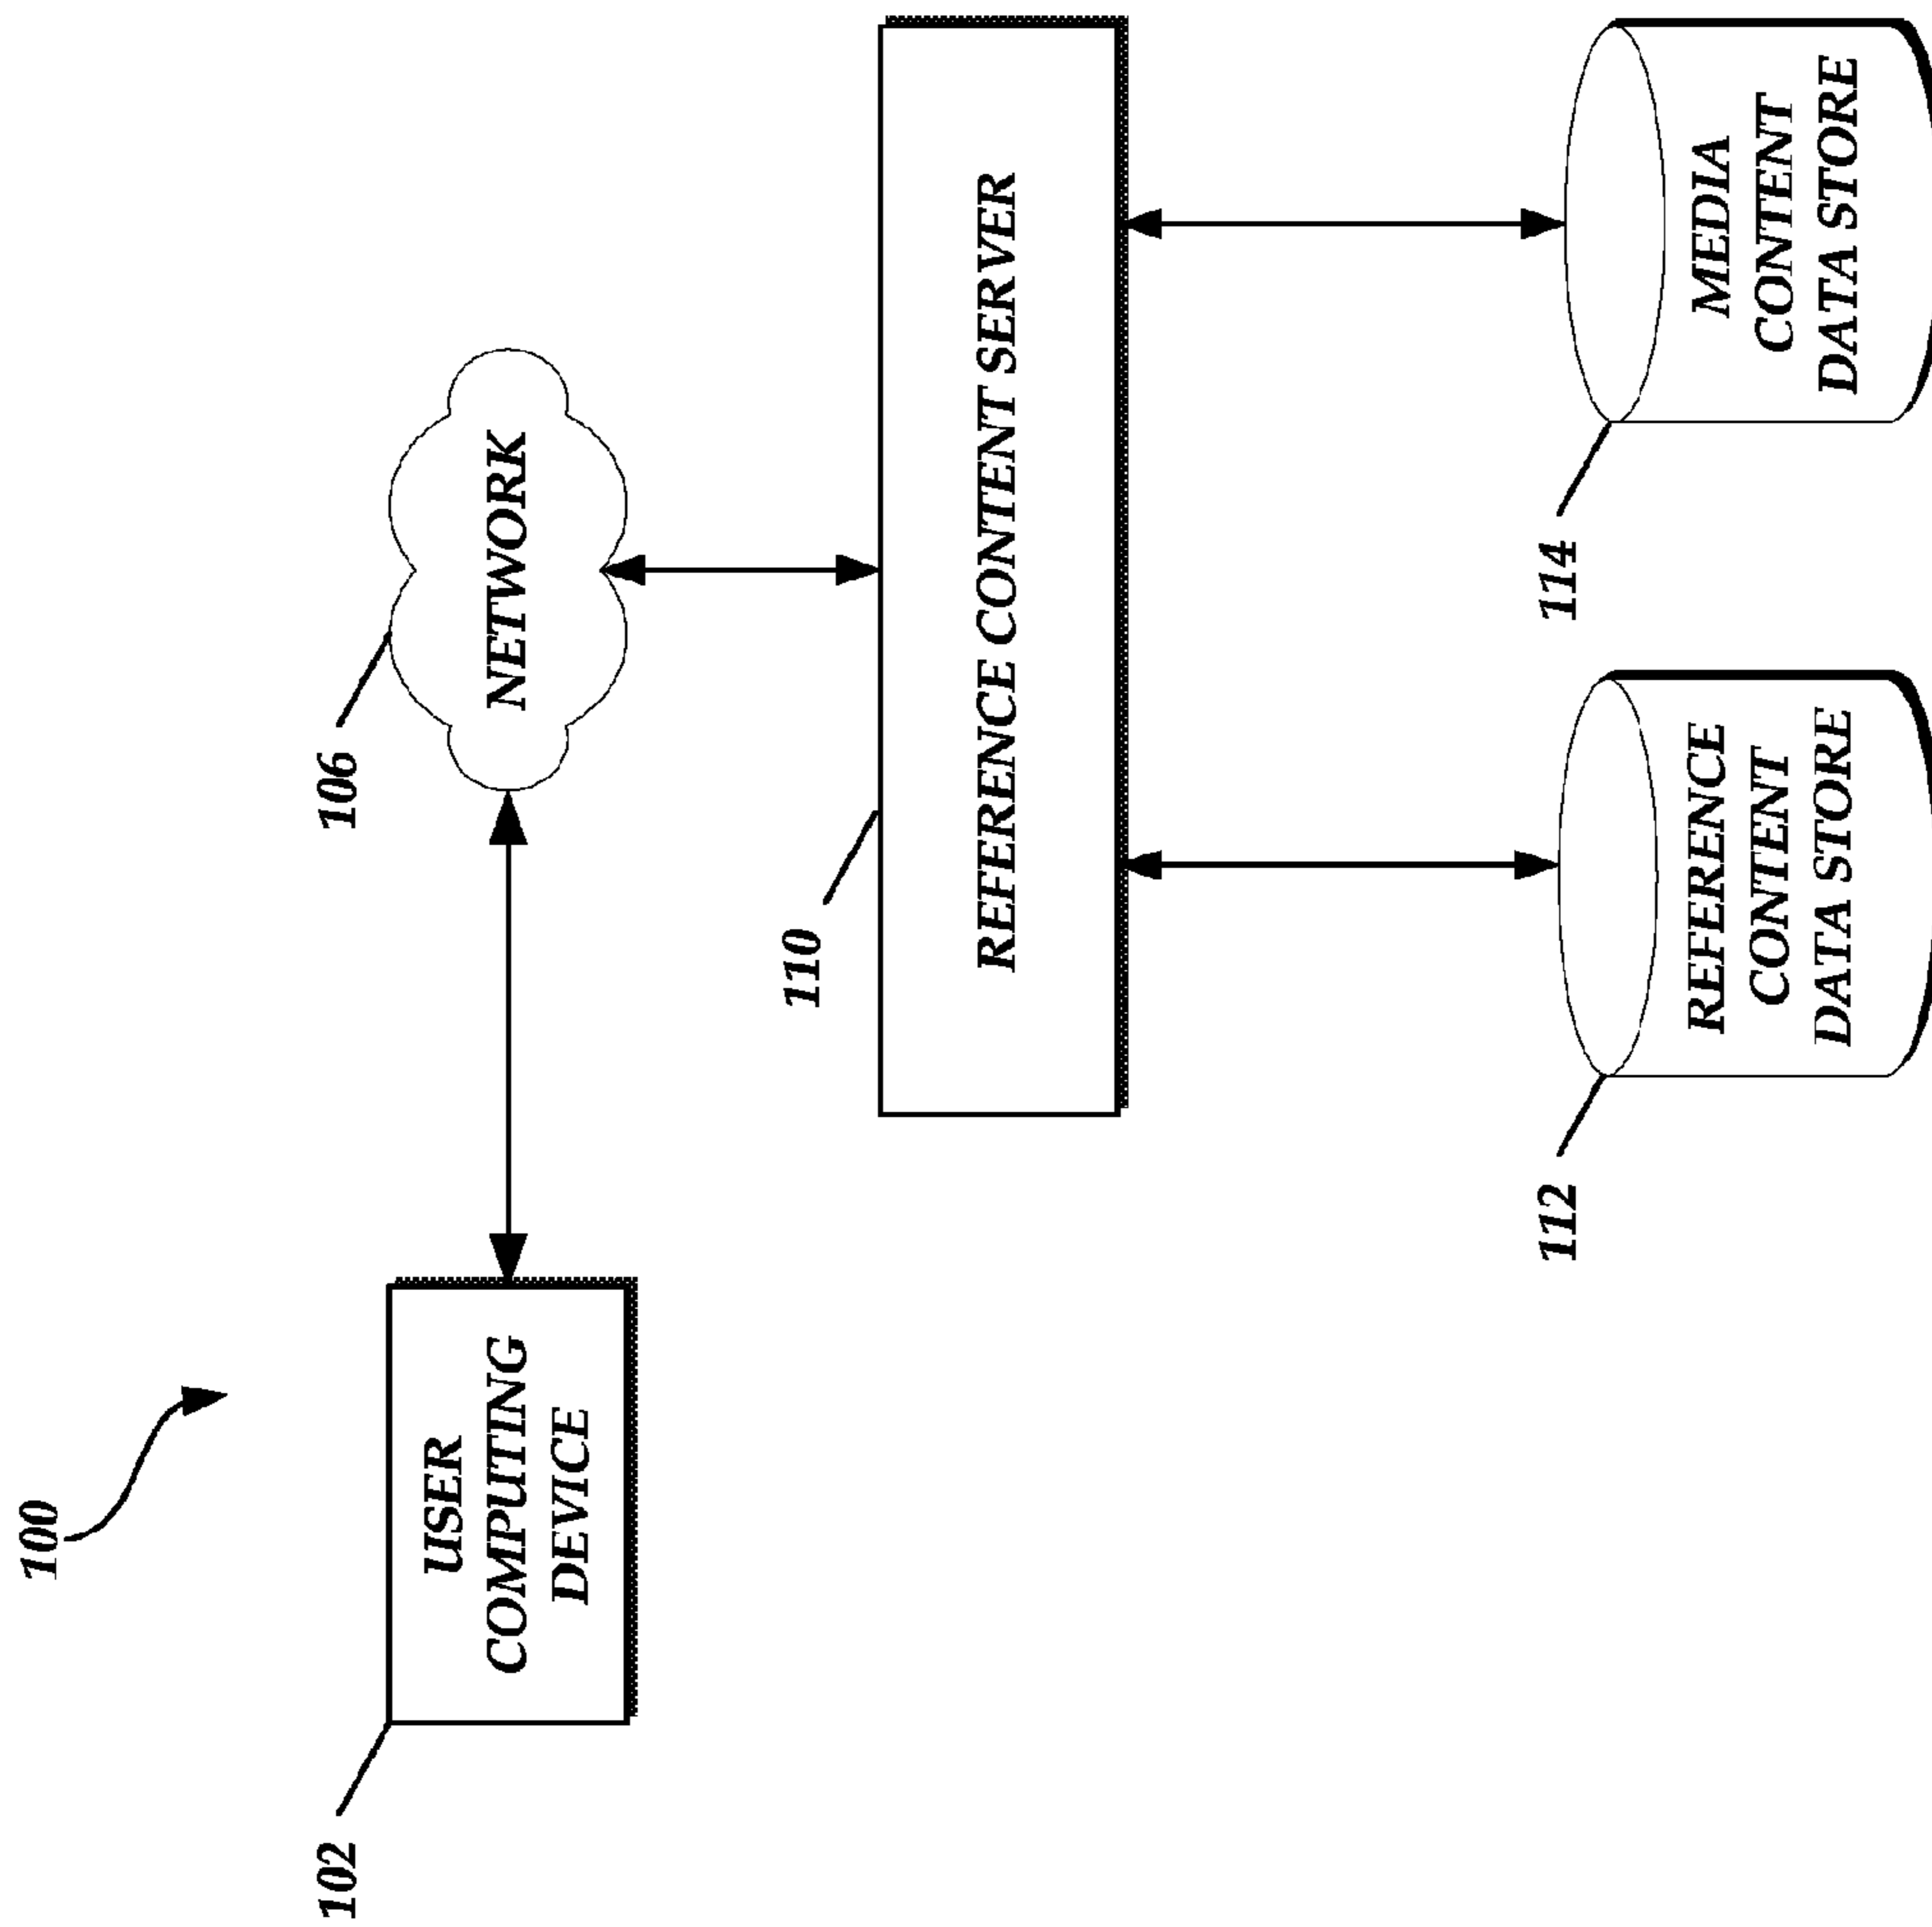 100
102
USER
COMPUTING
DEVICE
106
NETWORK
110
REFERENCE CONTENT SERVER
112
REFERENCE
CONTENT
DATA STORE
114
MEDIA
CONTENT
DATA STORE